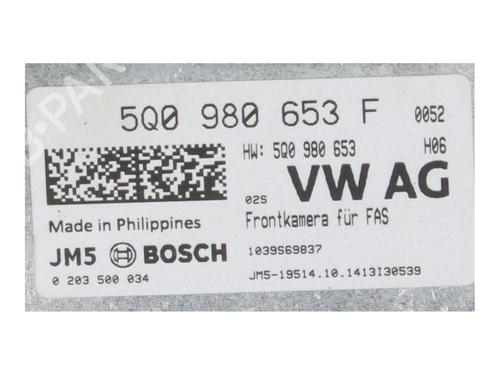 5Q0 980 653 F 0052
HW: 5Q0 980 653 H06
02S VW AG
Made in Philippines Frontkamera für FAS
JM5 BOSCH 1039S69837
0 203 500 034 JM5-19514.10.1413I30539